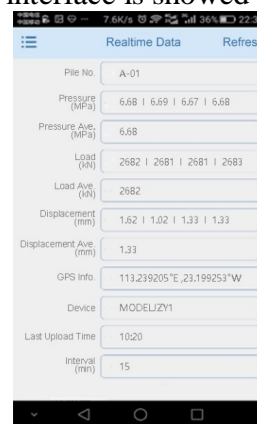 interface is showed
7.6K/s 36% 22:3
Realtime Data Refres
Pile No. A-01
Pressure (MPa) 6.68 | 6.69 | 6.67 | 6.68
Pressure Ave. (MPa) 6.68
Load (kN) 2682 | 2681 | 2681 | 2683
Load Ave. (kN) 2682
Displacement (mm) 1.62 | 1.02 | 1.33 | 1.33
Displacement Ave. (mm) 1.33
GPS Info. 113.239205°E ,23.199253°W
Device MODELJZY1
Last Upload Time 10:20
Interval (min) 15